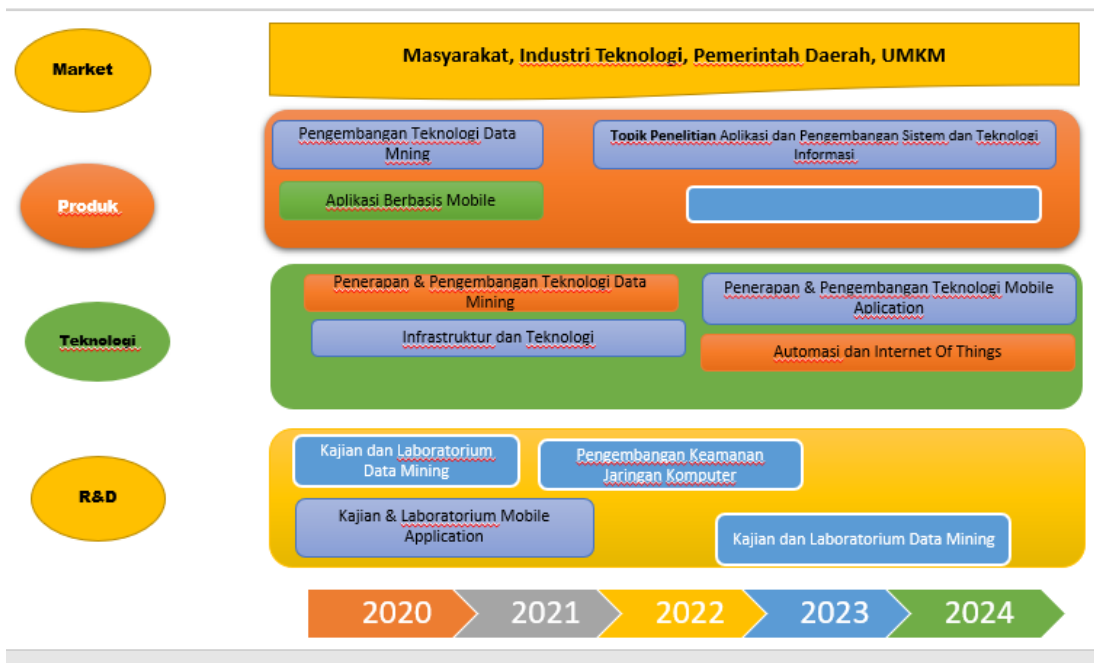 Market
Masyarakat, Industri Teknologi, Pemerintah Daerah, UMKM
Produk
Pengembangan Teknologi Data
Mning
Topik Penelitian Aplikasi dan Pengembangan Sistem dan Teknologi
Informasi
Aplikasi Berbasis Mobile
Teknologi
Penerapan & Pengembangan Teknologi Data
Mining
Penerapan & Pengembangan Teknologi Mobile
Aplication
Infrastruktur dan Teknologi
Automasi dan Internet Of Things
R&D
Kajian dan Laboratorium
Data Mining
Pengembangan Keamanan
Jaringan Komputer
Kajian & Laboratorium Mobile
Application
Kajian dan Laboratorium Data Mining
2020
2021
2022
2023
2024